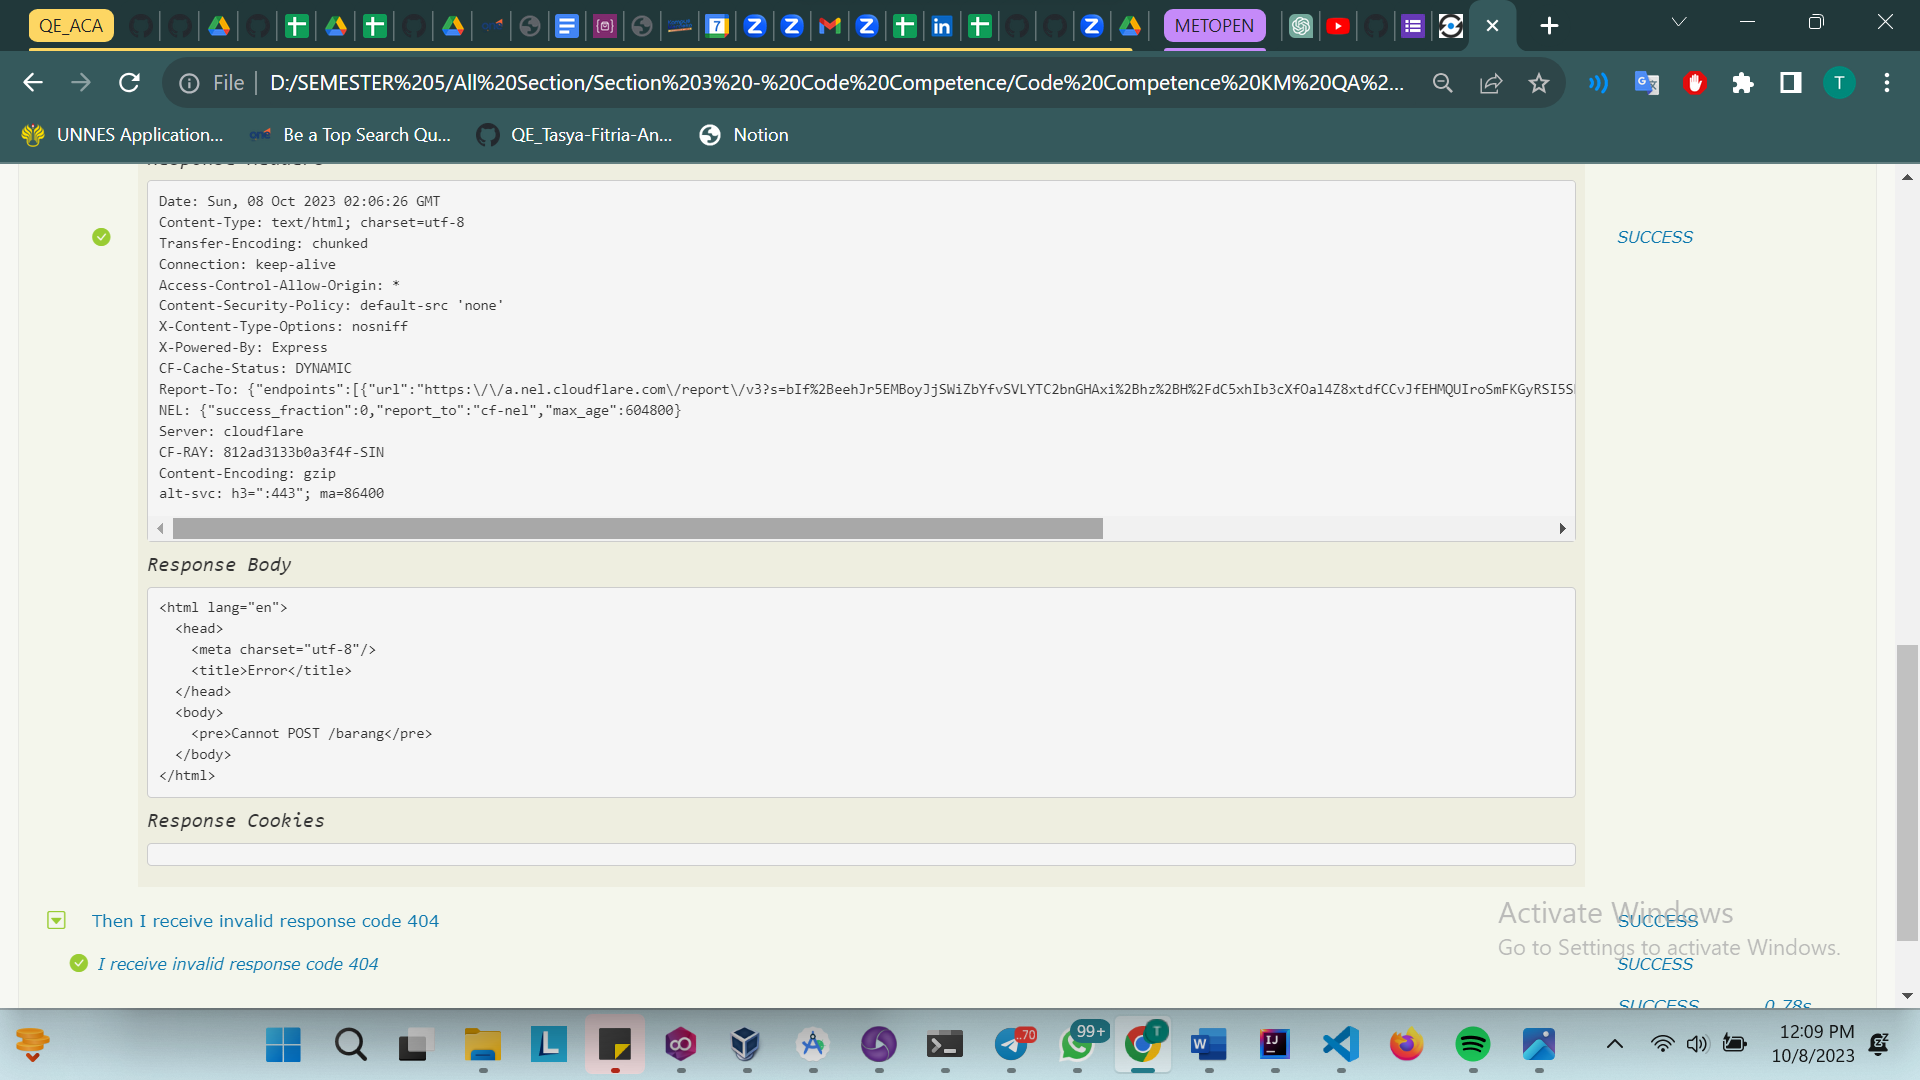 QE_ACA
METOPEN
File
D:/SEMESTER%205/All%20Section/Section%203%20-%20Code%20Competence/Code%20Competence%20KM%20QA%2...
UNNES Application...
Be a Top Search Qu...
QE_Tasya-Fitria-An...
Notion
Date: Sun, 08 Oct 2023 02:06:26 GMT
Content-Type: text/html; charset=utf-8
Transfer-Encoding: chunked
Connection: keep-alive
Access-Control-Allow-Origin: *
Content-Security-Policy: default-src 'none'
X-Content-Type-Options: nosniff
X-Powered-By: Express
CF-Cache-Status: DYNAMIC
Report-To: {"endpoints":[{"url":"https:\/\/a.nel.cloudflare.com\/report\/v3?s=bIf%2BeehJr5EMBoyJjSWiZbYfvSVLYTC2bnGHAxi%2Bhz%2BH%2FdC5xhIb3cXfOal4Z8xtdfCCvJfEHMQUIroSmFKGyRSI5S
NEL: {"success_fraction":0,"report_to":"cf-nel","max_age":604800}
Server: cloudflare
CF-RAY: 812ad3133b0a3f4f-SIN
Content-Encoding: gzip
alt-svc: h3=":443"; ma=86400
SUCCESS
Response Body
<html lang="en">
<head>
<meta charset="utf-8"/>
<title>Error</title>
</head>
<body>
<pre>Cannot POST /barang</pre>
</body>
</html>
Response Cookies
Then I receive invalid response code 404
SUCCESS
I receive invalid response code 404
SUCCESS
SUCCESS
0.78s
Activate Windows
Go to Settings to activate Windows.
12:09 PM
10/8/2023